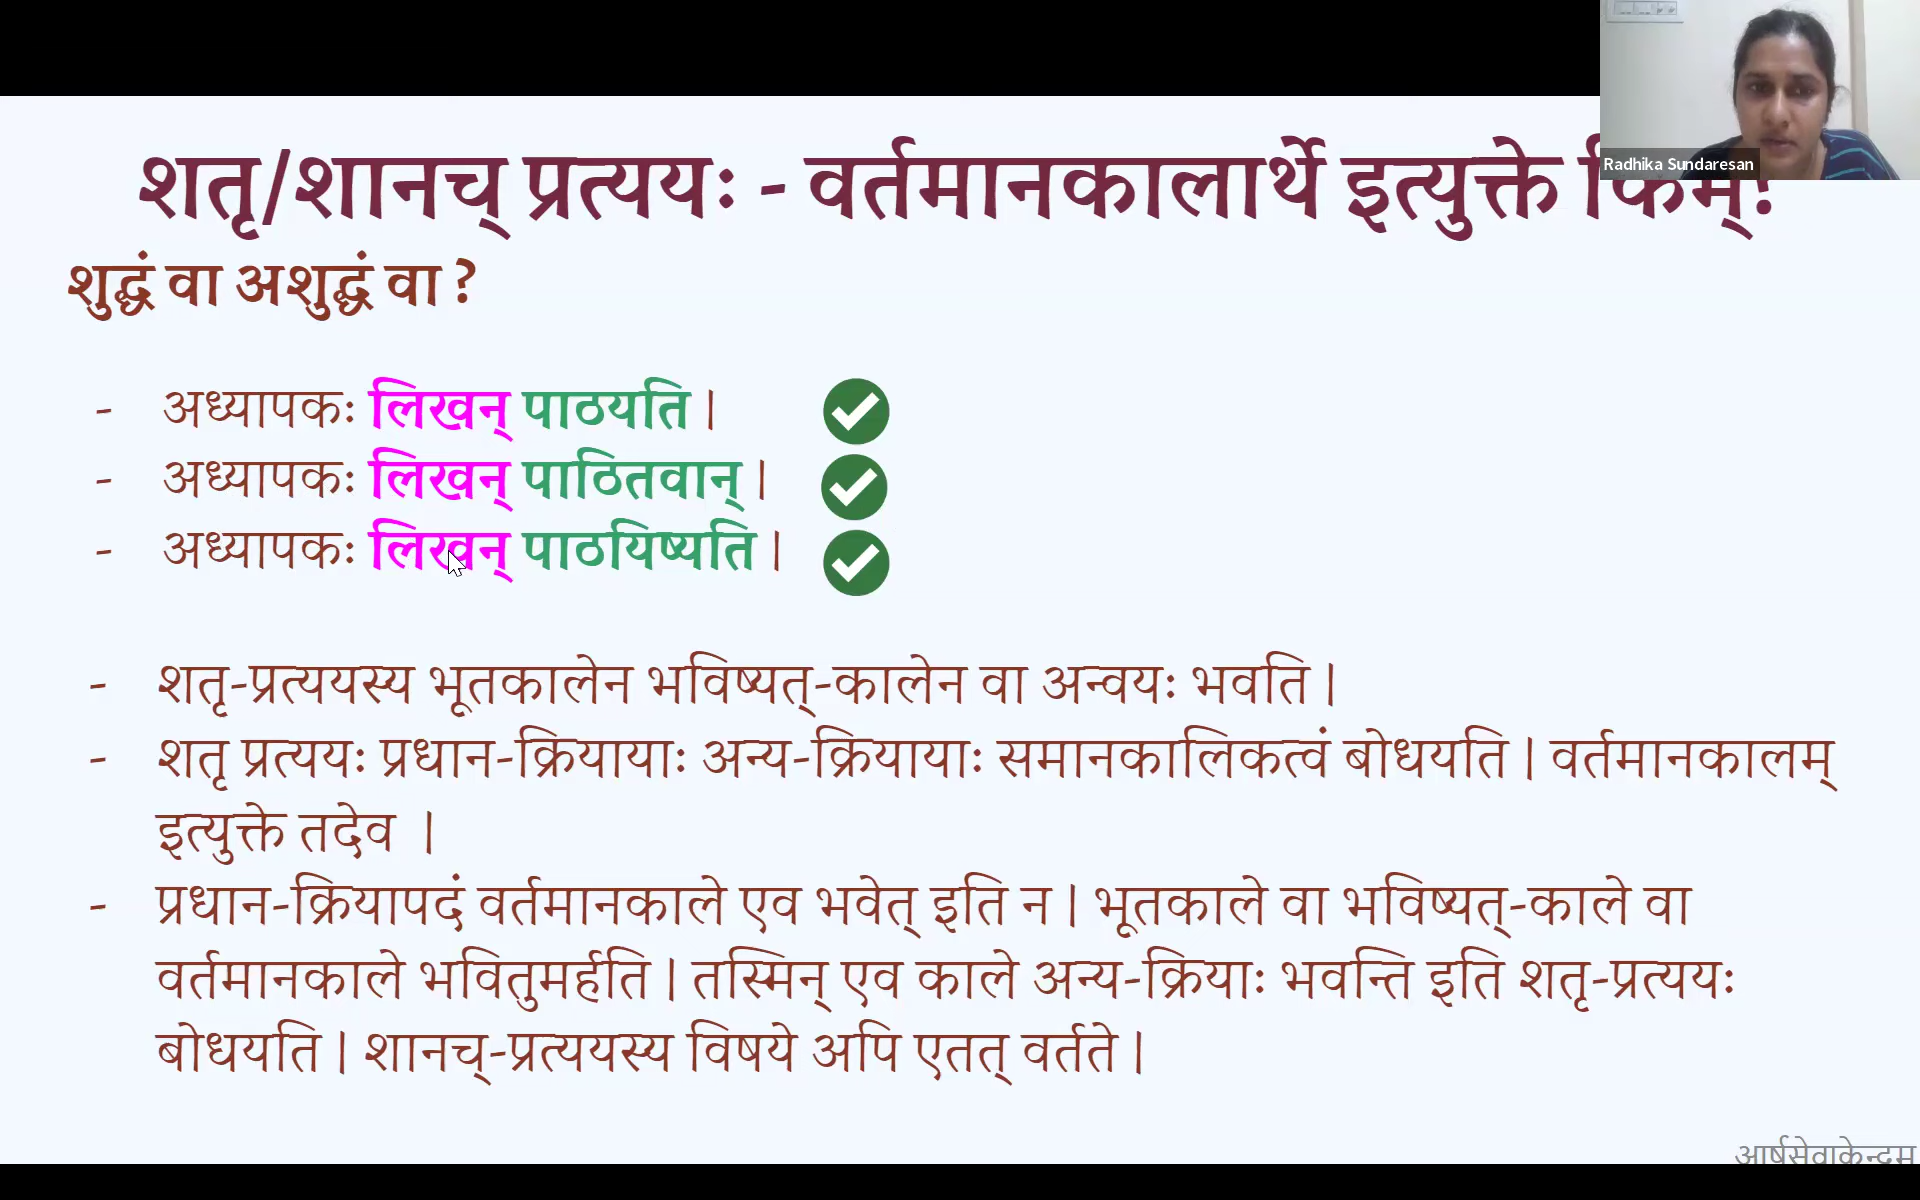 Radhika Sundaresan
शतृ/शानच् प्रत्ययः - वर्तमानकालार्थे इत्युक्ते किम्?
शुद्धं वा अशुद्धं वा ?
- अध्यापकः लिखन् पाठयति |
- अध्यापकः लिखन् पाठितवान् |
- अध्यापकः लिखन् पाठयिष्यति |
- शतृ-प्रत्ययस्य भूतकालेन भविष्यत्-कालेन वा अन्वयः भवति |
- शतृ प्रत्ययः प्रधान-क्रियायाः अन्य-क्रियायाः समानकालिकत्वं बोधयति | वर्तमानकालम्
इत्युक्ते तदेव |
- प्रधान-क्रियापदं वर्तमानकाले एव भवेत् इति न | भूतकाले वा भविष्यत्-काले वा
वर्तमानकाले भवितुमर्हति | तस्मिन् एव काले अन्य-क्रियाः भवन्ति इति शतृ-प्रत्ययः
बोधयति | शानच्-प्रत्ययस्य विषये अपि एतत् वर्तते |
आर्षसेवाकेन्द्रम्